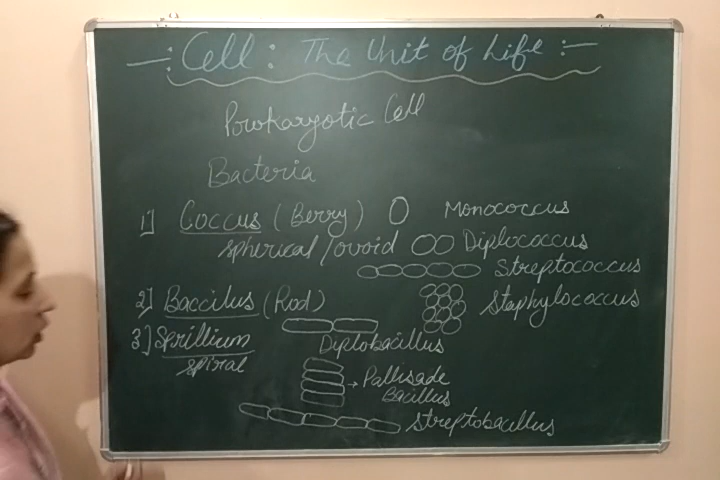 —: Cell: The Unit of Life :—
Prokaryotic Cell
Bacteria
1] Coccus (Berry) Monococcus
spherical/ovoid Diplococcus
Streptococcus
2] Baccilus (Rod) Staphylococcus
3] Sprillium Diplobacillus
spiral
→ Pallisade
Bacillus
Streptobacillus